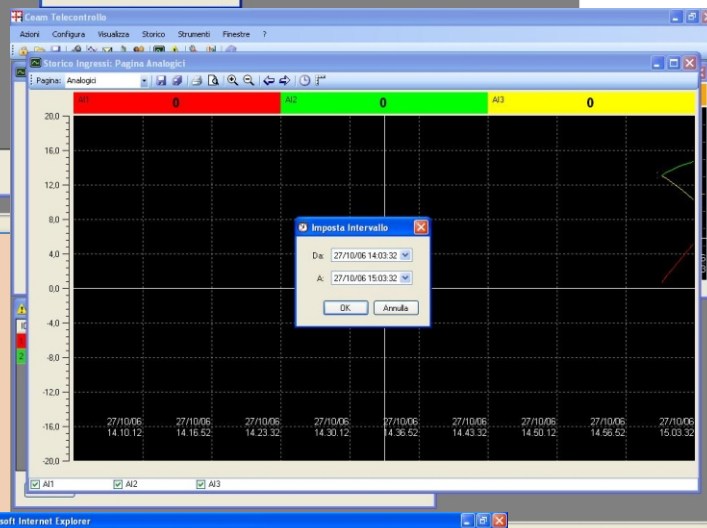 Ceam Telecontrollo
Azioni Configura Visualizza Storico Strumenti Finestre ?
Storico Ingressi: Pagina Analogici
Pagina: Analogici
AI1 0 AI2 0 AI3 0
20,0
16,0
12,0
8,0
4,0
0,0
-4,0
-8,0
-12,0
-16,0
-20,0
Imposta Intervallo
Da: 27/10/06 14:03:32
A: 27/10/06 15:03:32
OK Annulla
27/10/06 27/10/06 27/10/06 27/10/06 27/10/06 27/10/06 27/10/06 27/10/06 27/10/06
14.10.12 14.16.52 14.23.32 14.30.12 14.36.52 14.43.32 14.50.12 14.56.52 15.03.32
AI1 AI2 AI3
1
2
soft Internet Explorer